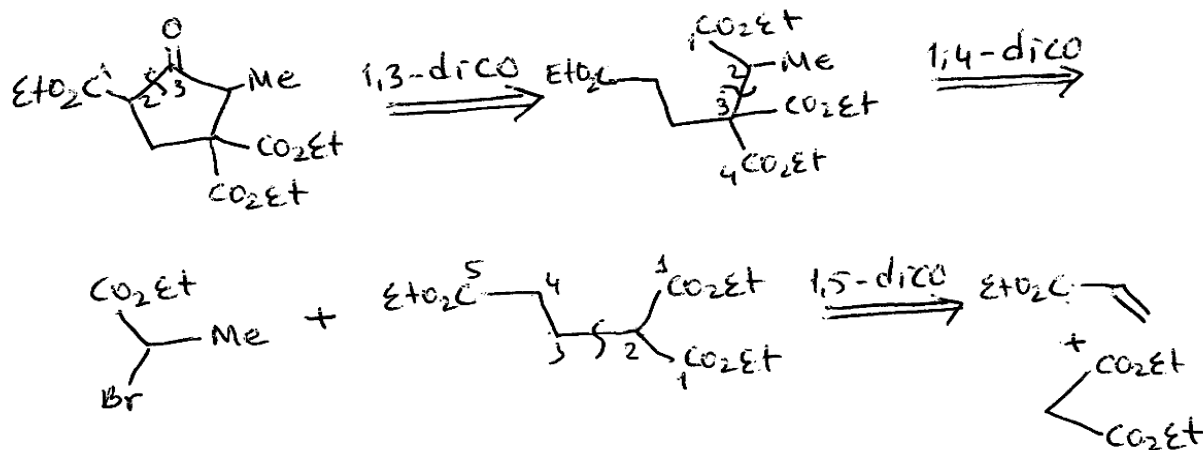 O
EtO₂C 1 2 3 Me
CO₂Et
CO₂Et
1,3-diCO
1CO₂Et
EtO₂C 2 Me
3 CO₂Et
4 CO₂Et
1,4-diCO
CO₂Et
Me
Br
+
EtO₂C 5 4 1 CO₂Et
3 2 1 CO₂Et
1,5-diCO
EtO₂C
+
CO₂Et
CO₂Et